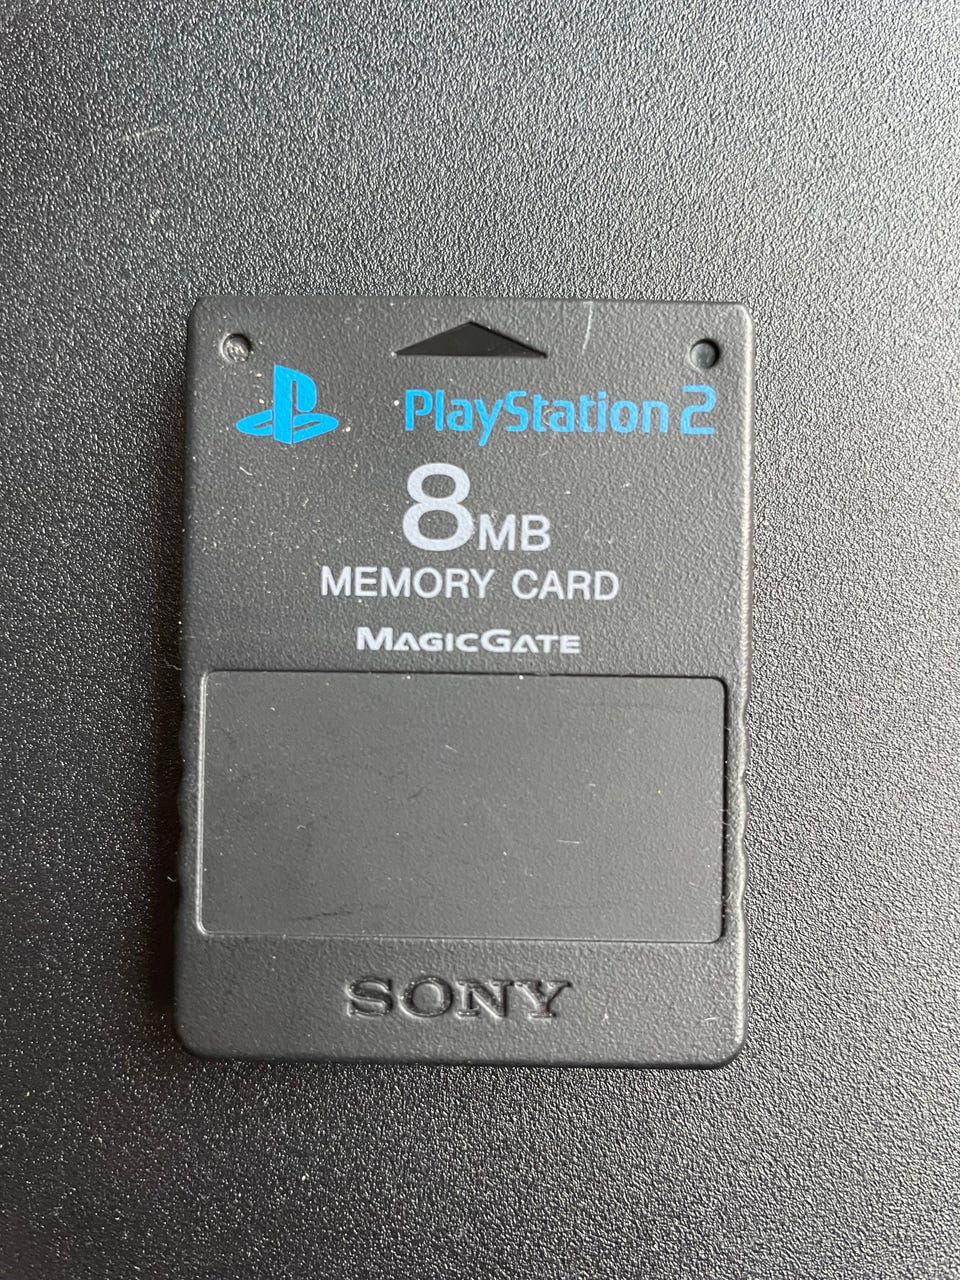 PlayStation 2
8MB
MEMORY CARD
MAGICGATE
SONY